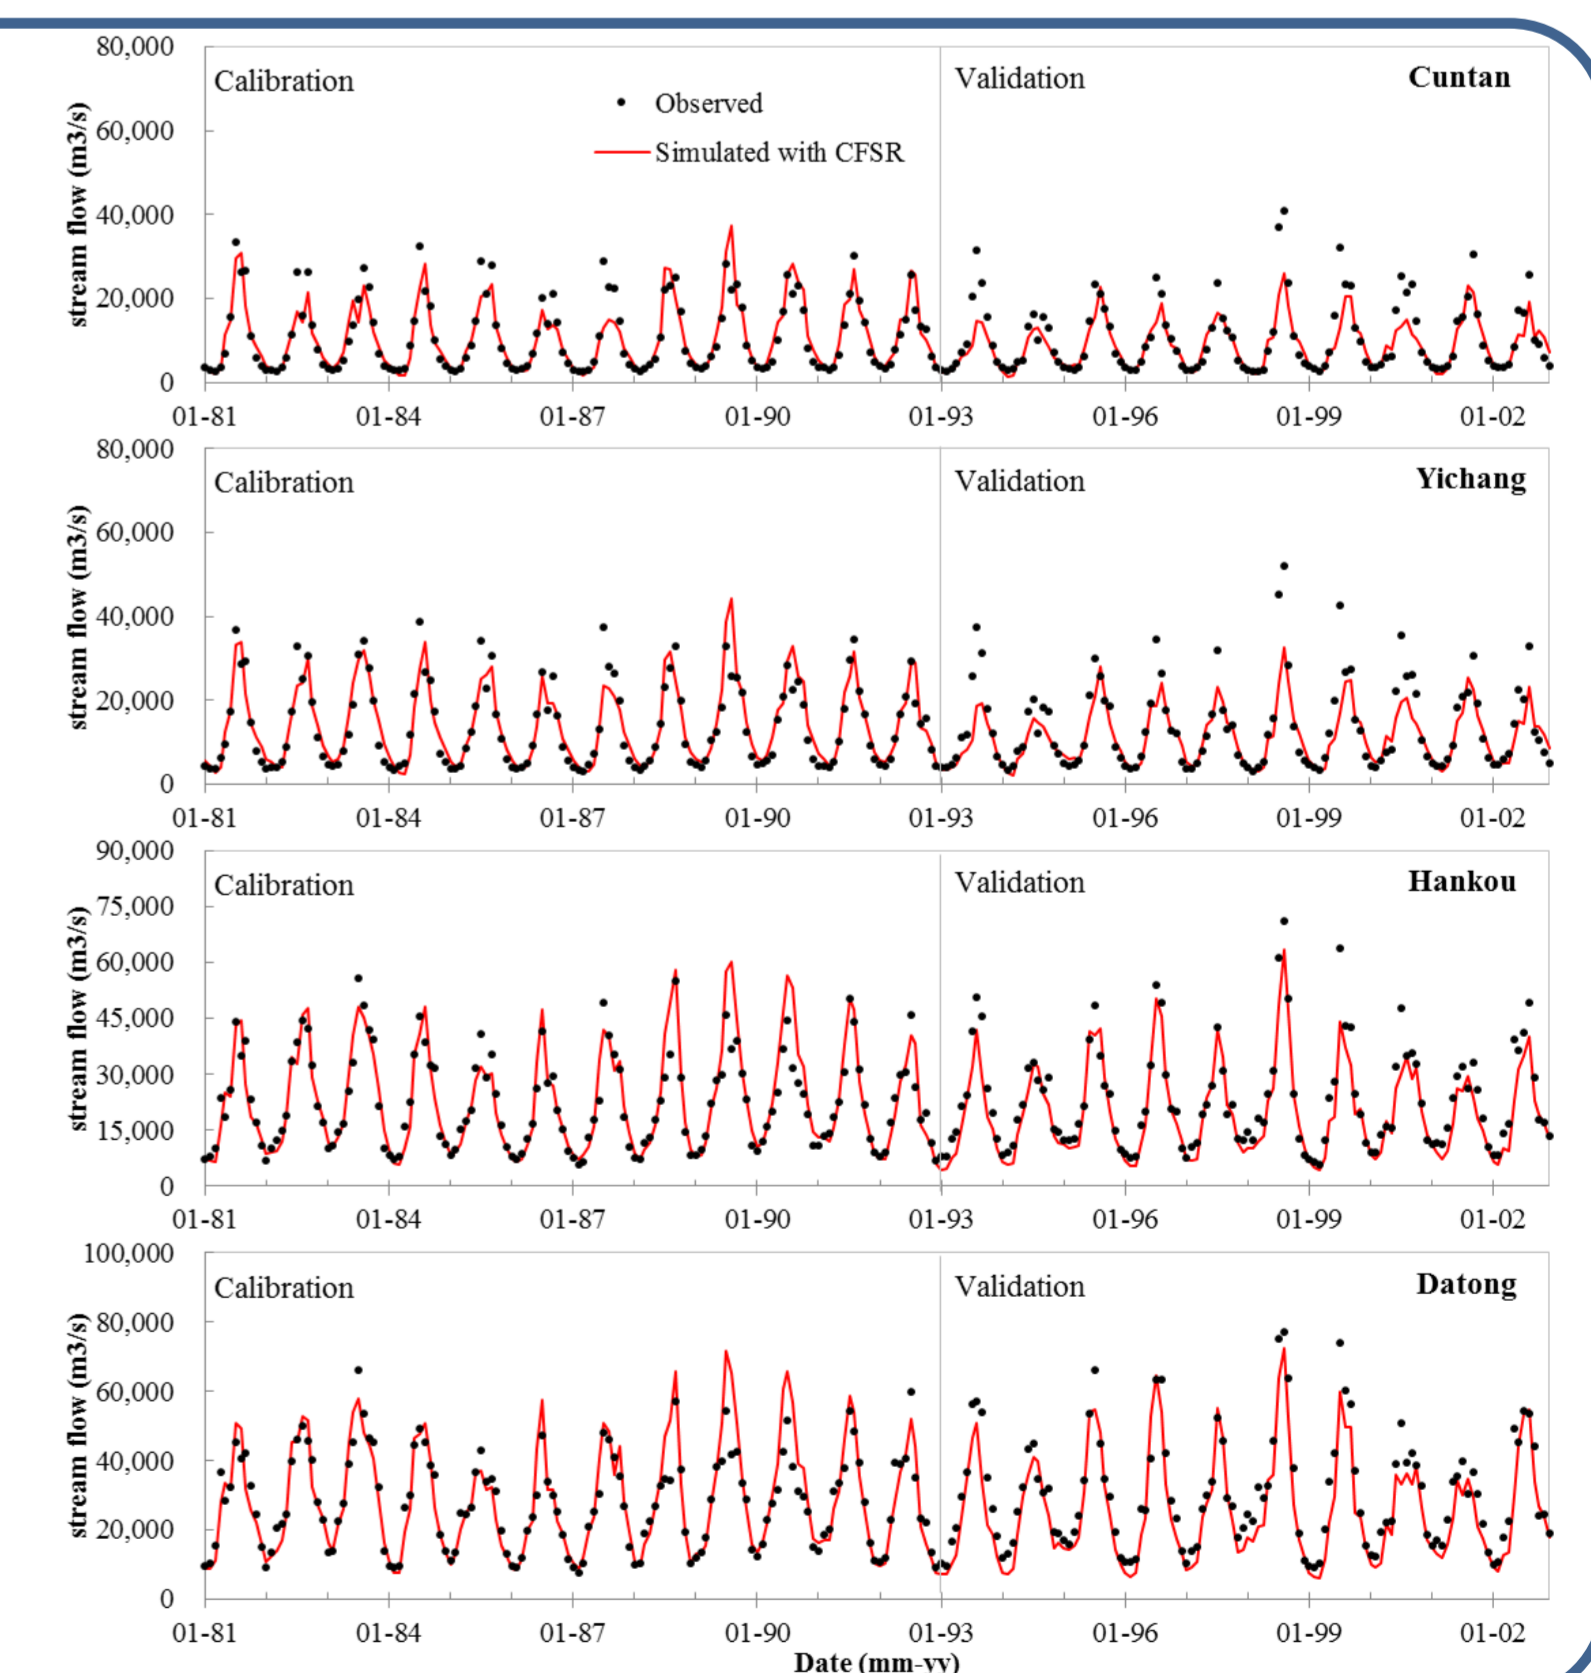 80,000
Calibration
Validation
Cuntan
Observed
Simulated with CFSR
60,000
40,000
20,000
0
stream flow (m3/s)
01-81 01-84 01-87 01-90 01-93 01-96 01-99 01-02
80,000
Calibration
Validation
Yichang
60,000
40,000
20,000
0
stream flow (m3/s)
01-81 01-84 01-87 01-90 01-93 01-96 01-99 01-02
90,000
Calibration
Validation
Hankou
75,000
60,000
45,000
30,000
15,000
0
stream flow (m3/s)
01-81 01-84 01-87 01-90 01-93 01-96 01-99 01-02
100,000
Calibration
Validation
Datong
80,000
60,000
40,000
20,000
0
stream flow (m3/s)
01-81 01-84 01-87 01-90 01-93 01-96 01-99 01-02
Date (mm-yy)